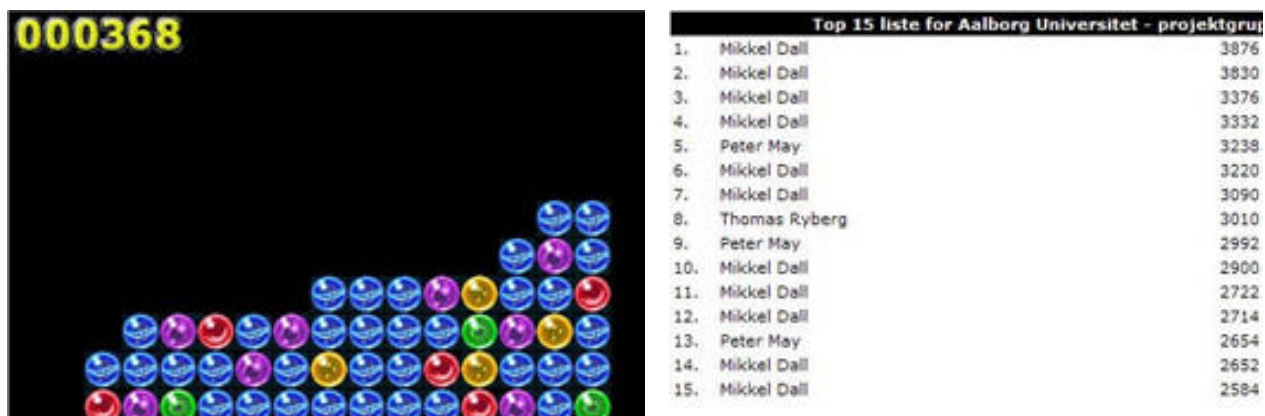 000368
Top 15 liste for Aalborg Universitet - projektgrup
1. Mikkel Dall 3876
2. Mikkel Dall 3830
3. Mikkel Dall 3376
4. Mikkel Dall 3332
5. Peter May 3238
6. Mikkel Dall 3220
7. Mikkel Dall 3090
8. Thomas Ryberg 3010
9. Peter May 2992
10. Mikkel Dall 2900
11. Mikkel Dall 2722
12. Mikkel Dall 2714
13. Peter May 2654
14. Mikkel Dall 2652
15. Mikkel Dall 2584